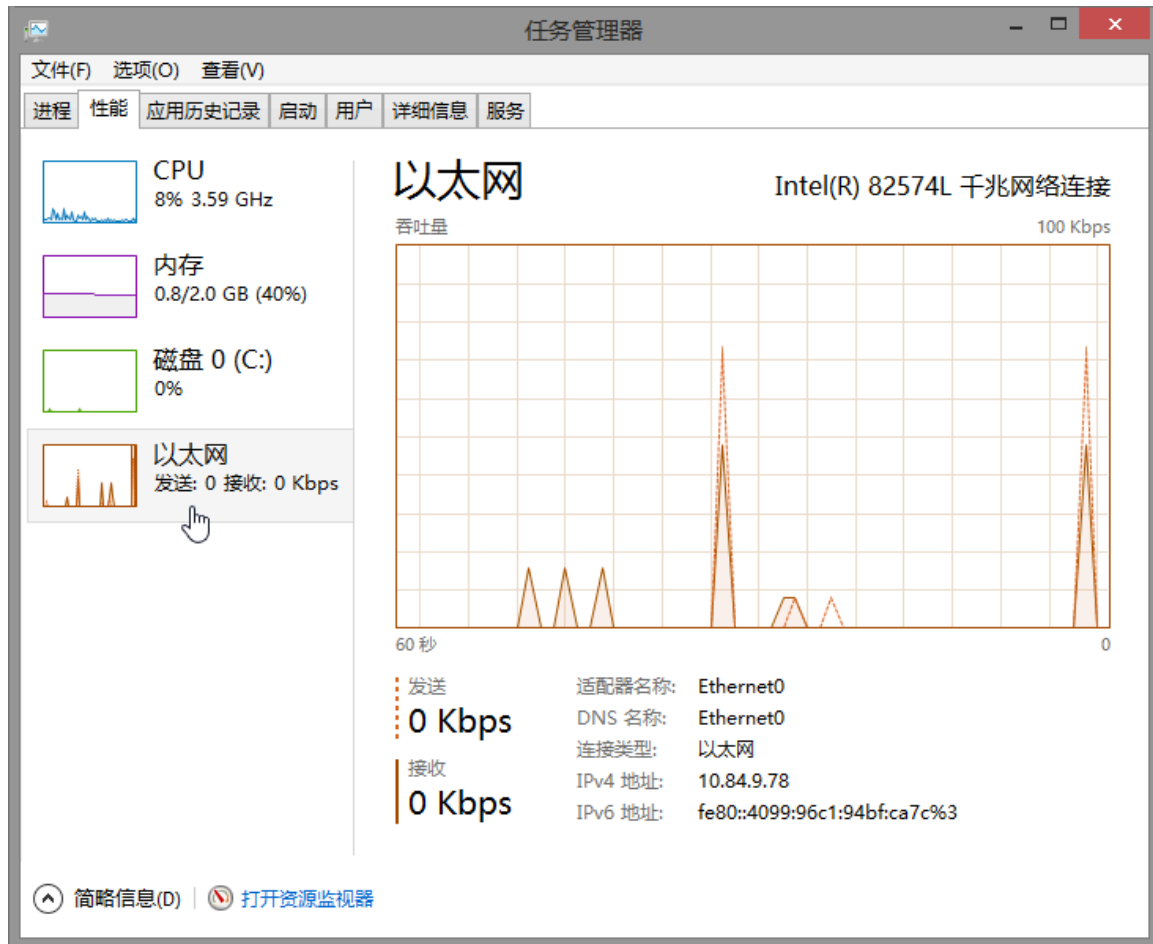 任务管理器
文件(F) 选项(O) 查看(V)
进程 性能 应用历史记录 启动 用户 详细信息 服务
CPU
8% 3.59 GHz
内存
0.8/2.0 GB (40%)
磁盘 0 (C:)
0%
以太网
发送: 0 接收: 0 Kbps
以太网 Intel(R) 82574L 千兆网络连接
吞吐量 100 Kbps
60 秒 0
发送
0 Kbps
接收
0 Kbps
适配器名称: Ethernet0
DNS 名称: Ethernet0
连接类型: 以太网
IPv4 地址: 10.84.9.78
IPv6 地址: fe80::4099:96c1:94bf:ca7c%3
简略信息(D) 打开资源监视器